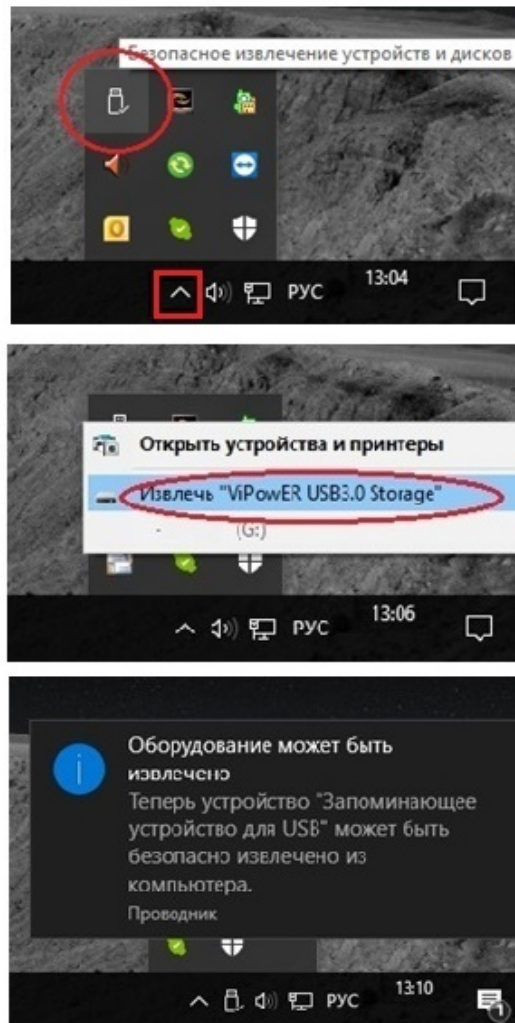 Безопасное извлечение устройств и дисков
РУС
13:04
Открыть устройства и принтеры
Извлечь "ViPowER USB3.0 Storage"
- (G:)
РУС
13:06
Оборудование может быть
извлечено
Теперь устройство "Запоминающее
устройство для USB" может быть
безопасно извлечено из
компьютера.
Проводник
РУС
13:10
1